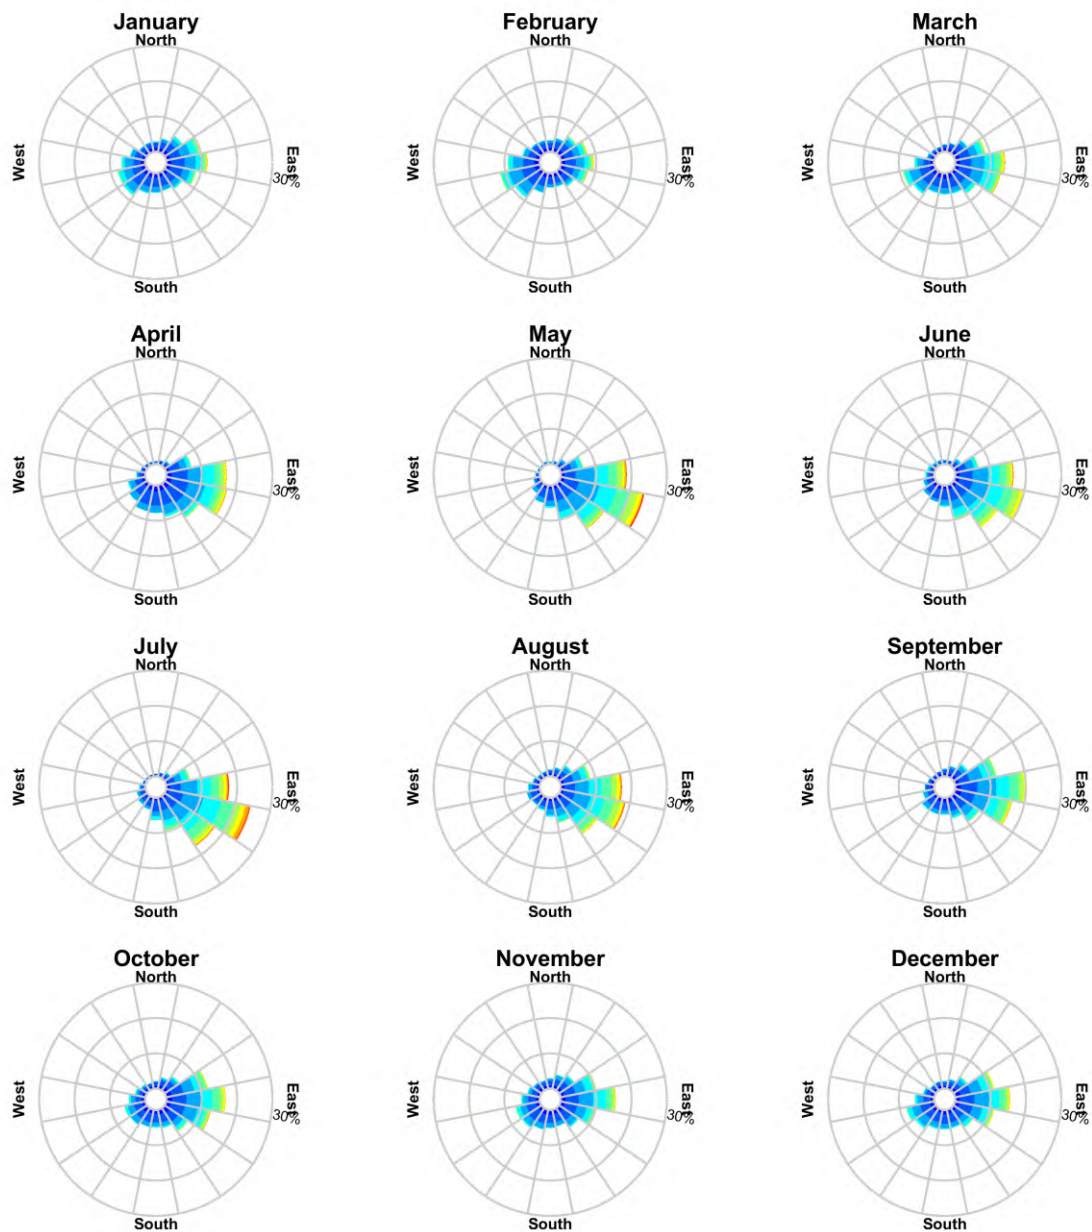 January
North
West
East
30%
South
February
North
West
East
30%
South
March
North
West
East
30%
South
April
North
West
East
30%
South
May
North
West
East
30%
South
June
North
West
East
30%
South
July
North
West
East
30%
South
August
North
West
East
30%
South
September
North
West
East
30%
South
October
North
West
East
30%
South
November
North
West
East
30%
South
December
North
West
East
30%
South